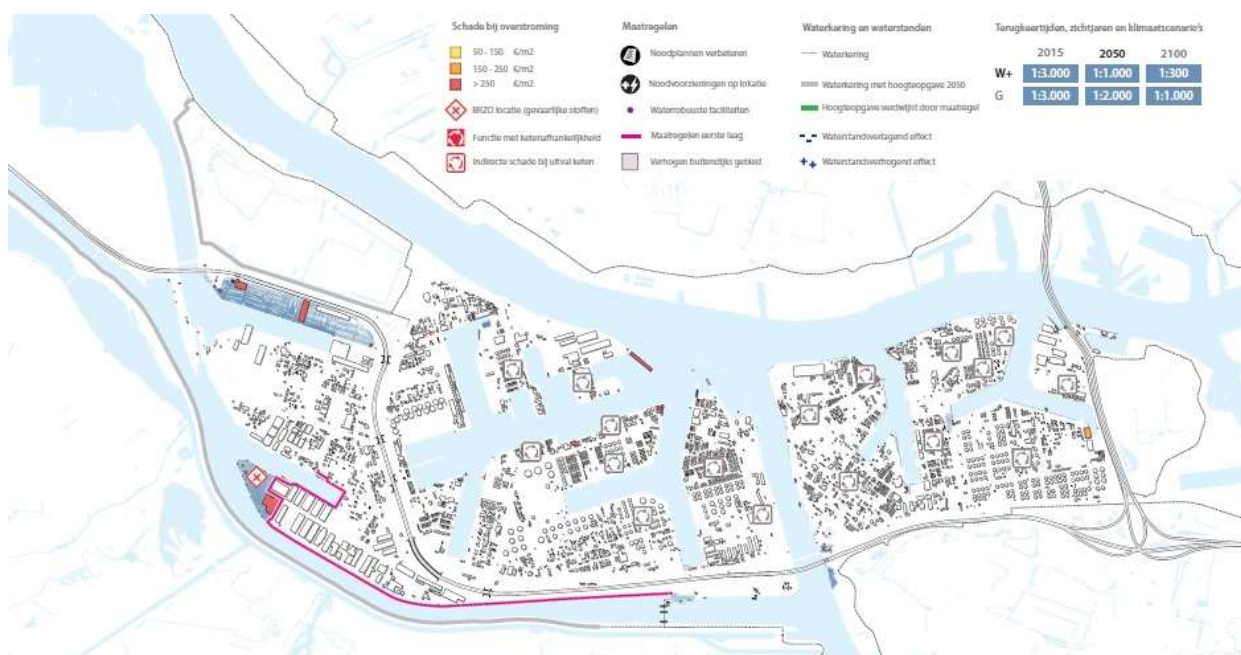 Schade bij overstroming
50 - 150 €/m2
150 - 250 €/m2
> 250 €/m2
BRZO locatie (gevaarlijke stoffen)
Functie met ketenafhankelijkheid
Indirecte schade bij uitval keten
Maatregelen
Noodplannen verbeteren
Noodvoorzieningen op lokatie
Waterrobuuste faciliteiten
Maatregelen eerste laag
Verhogen buitendijks gebied
Waterkering en waterstanden
Waterkering
Waterkering met hoogteopgave 2050
Hoogteopgave verdwijnt door maatregel
Waterstandsverlagend effect
Waterstandsverhogend effect
Terugkeertijden, zichtjaren en klimaatscenario's
2015 2050 2100
W+ 1:3.000 1:1.000 1:300
G 1:3.000 1:2.000 1:1.000